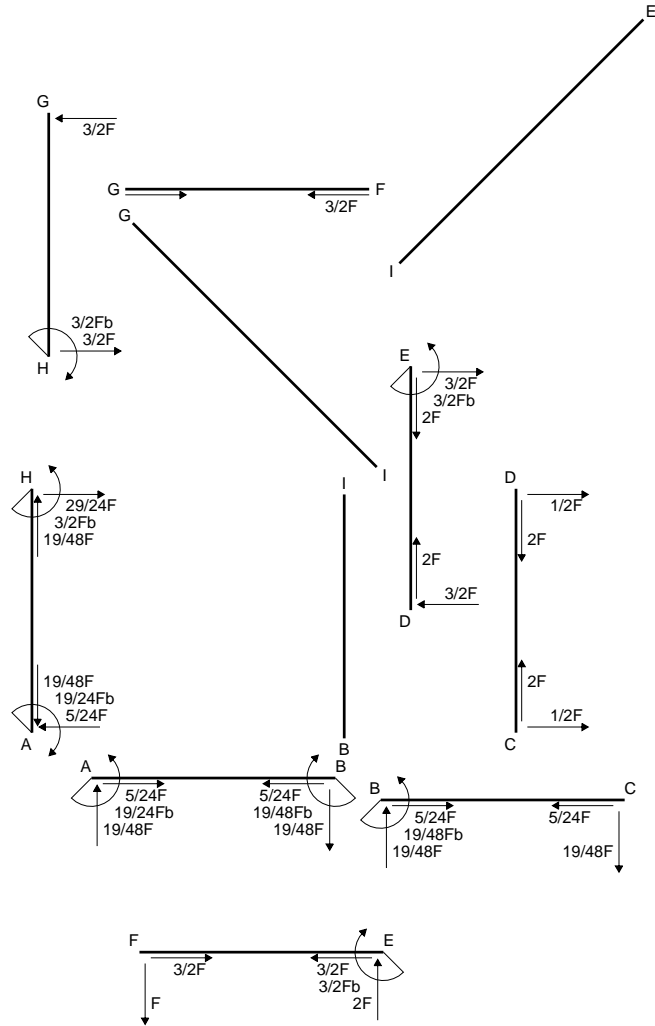 E
G
3/2F
G
F
3/2F
G
I
3/2Fb
3/2F
H
E
3/2F
3/2Fb
2F
I
H
29/24F
3/2Fb
19/48F
I
D
1/2F
2F
2F
3/2F
D
19/48F
19/24Fb
5/24F
A
2F
1/2F
C
B
A
5/24F
19/24Fb
19/48F
B
5/24F
19/48Fb
19/48F
B
5/24F
19/48Fb
19/48F
C
5/24F
19/48F
F
3/2F
F
E
3/2F
3/2Fb
2F